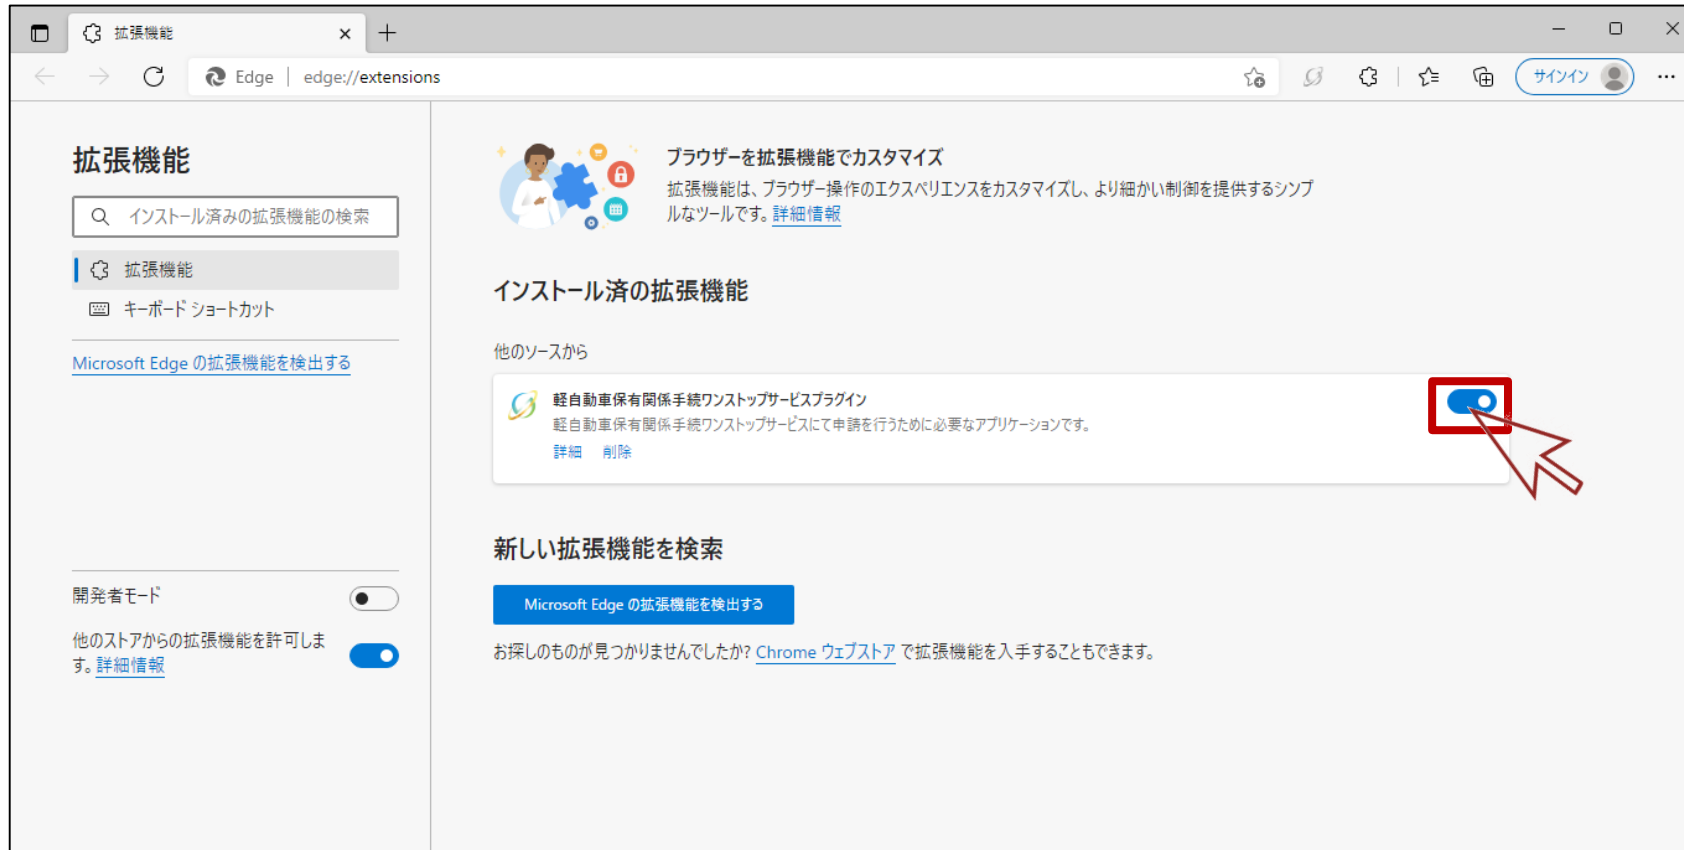 拡張機能
Edge
edge://extensions
サインイン
拡張機能
インストール済みの拡張機能の検索
拡張機能
キーボード ショートカット
Microsoft Edge の拡張機能を検出する
開発者モード
他のストアからの拡張機能を許可しま
す。詳細情報
ブラウザーを拡張機能でカスタマイズ
拡張機能は、ブラウザー操作のエクスペリエンスをカスタマイズし、より細かい制御を提供するシンプ
ルなツールです。詳細情報
インストール済の拡張機能
他のソースから
軽自動車保有関係手続ワンストップサービスプラグイン
軽自動車保有関係手続ワンストップサービスにて申請を行うために必要なアプリケーションです。
詳細 削除
新しい拡張機能を検索
Microsoft Edge の拡張機能を検出する
お探しのものが見つかりませんでしたか? Chrome ウェブストア で拡張機能を入手することもできます。